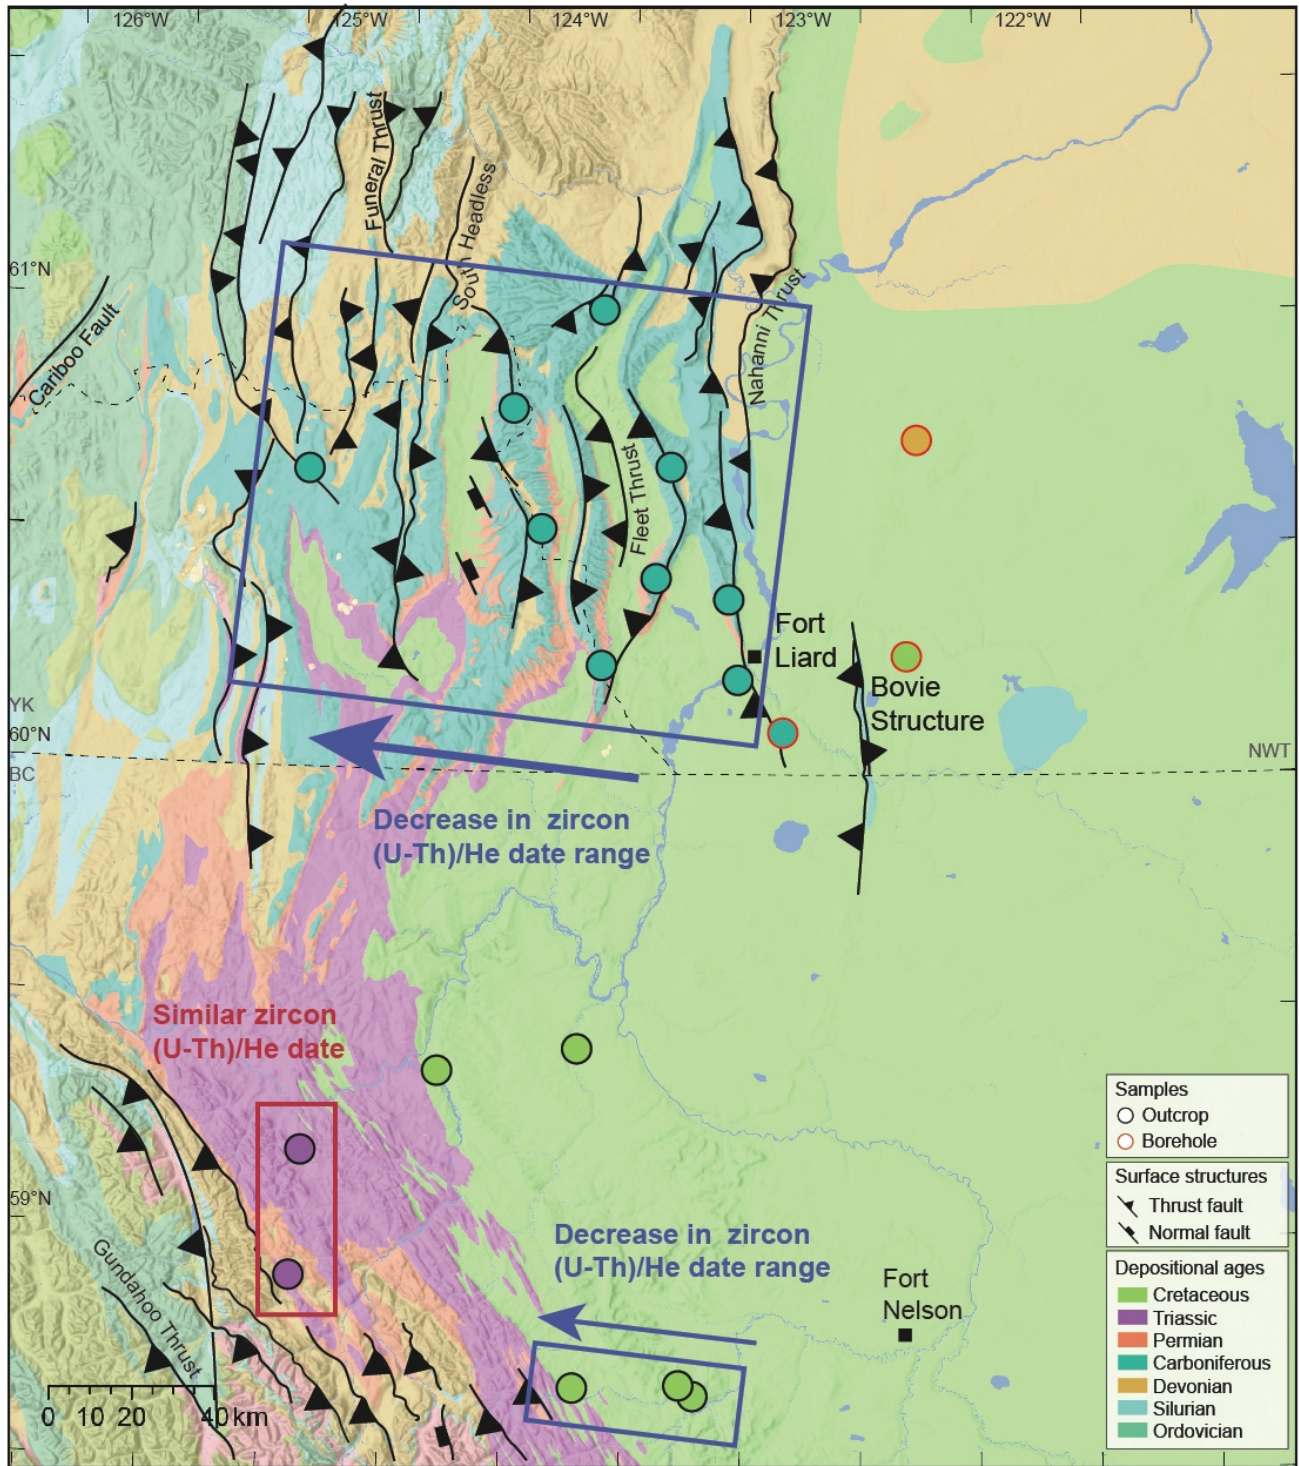 126°W
125°W
124°W
123°W
122°W
Funeral Thrust
South Headless
61°N
Nahanni Thrust
Cariboo Fault
Fleet Thrust
Fort
Liard
Bovie
Structure
YK
60°N
BC
NWT
Decrease in zircon
(U-Th)/He date range
Similar zircon
(U-Th)/He date
59°N
Gundahoo Thrust
Decrease in zircon
(U-Th)/He date range
Fort
Nelson
0 10 20 40 km
Samples
Outcrop
Borehole
Surface structures
Thrust fault
Normal fault
Depositional ages
Cretaceous
Triassic
Permian
Carboniferous
Devonian
Silurian
Ordovician